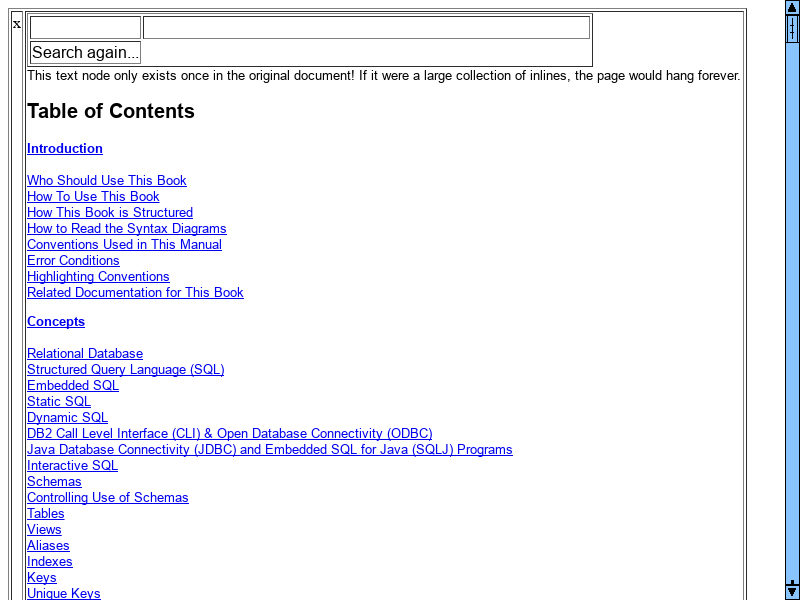 x
Search again...
This text node only exists once in the original document! If it were a large collection of inlines, the page would hang forever.
Table of Contents
Introduction
Who Should Use This Book
How To Use This Book
How This Book is Structured
How to Read the Syntax Diagrams
Conventions Used in This Manual
Error Conditions
Highlighting Conventions
Related Documentation for This Book
Concepts
Relational Database
Structured Query Language (SQL)
Embedded SQL
Static SQL
Dynamic SQL
DB2 Call Level Interface (CLI) & Open Database Connectivity (ODBC)
Java Database Connectivity (JDBC) and Embedded SQL for Java (SQLJ) Programs
Interactive SQL
Schemas
Controlling Use of Schemas
Tables
Views
Aliases
Indexes
Keys
Unique Keys